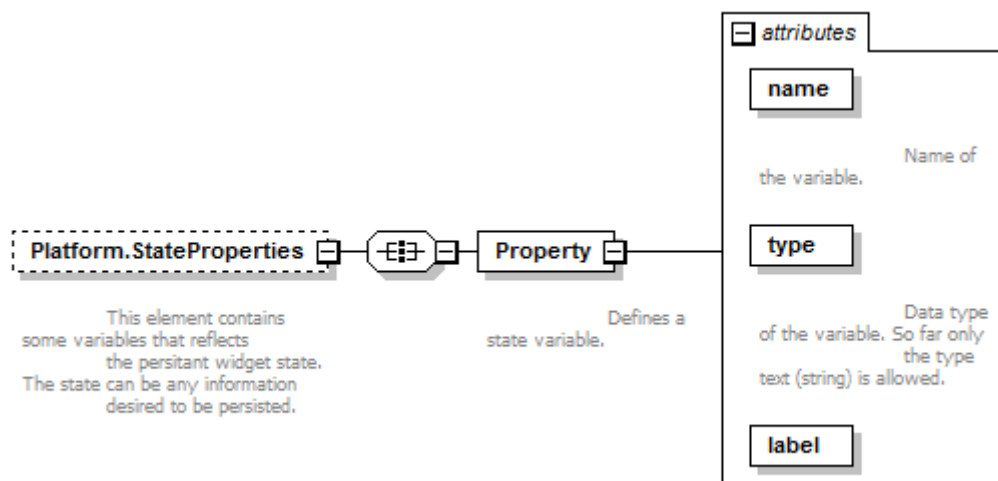 attributes
name
Name of
the variable.
Platform.StateProperties
Property
type
This element contains
some variables that reflects
the persitant widget state.
The state can be any information
desired to be persisted.
Defines a
state variable.
Data type
of the variable. So far only
the type
text (string) is allowed.
label